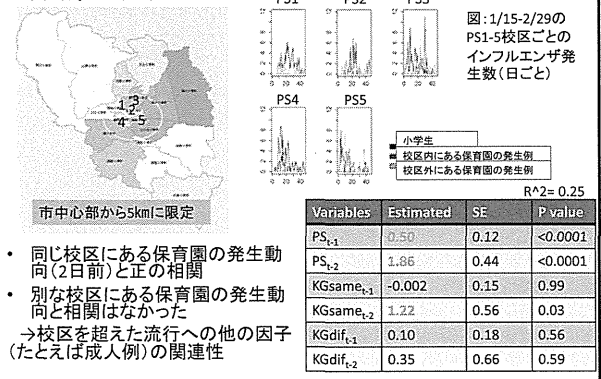 PS1 PS2 PS3
図：1/15-2/29の
PS1-5校区ごとの
インフルエンザ発
生数（日ごと）
1 3
2
4 5
PS4 PS5
小学生
校区内にある保育園の発生例
校区外にある保育園の発生例
市中心部から5kmに限定
R^2= 0.25
Variables Estimated SE P value
PSt-1 0.50 0.12 <0.0001
PSt-2 1.86 0.44 <0.0001
KGsamet-1 -0.002 0.15 0.99
KGsamet-2 1.22 0.56 0.03
KGdift-1 0.10 0.18 0.56
KGdift-2 0.35 0.66 0.59
• 同じ校区にある保育園の発生動
向(2日前)と正の相関
• 別な校区にある保育園の発生動
向と相関はなかった
→校区を超えた流行への他の因子
(たとえば成人例)の関連性